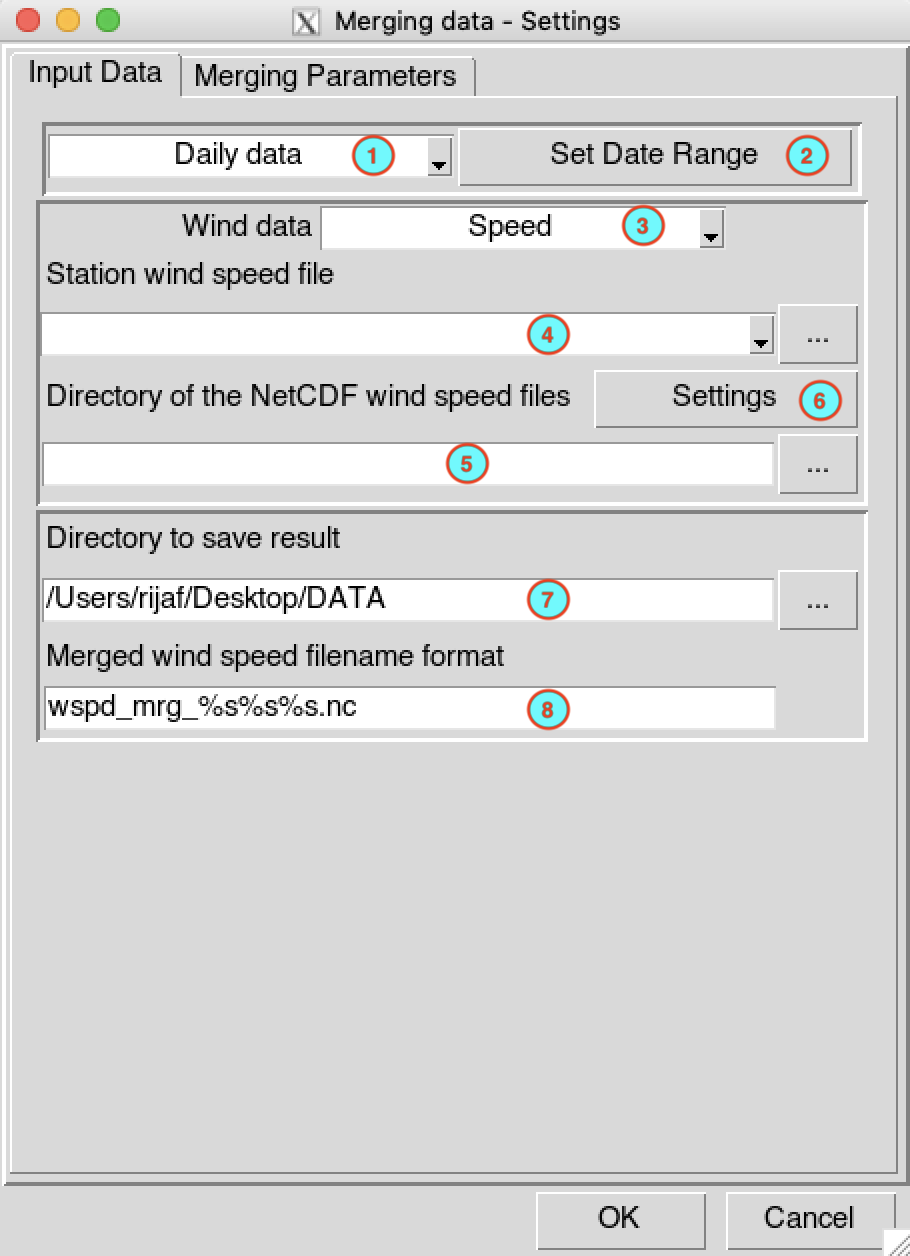 Merging data - Settings
Input Data Merging Parameters
Daily data 1 Set Date Range 2
Wind data Speed 3
Station wind speed file
4 ...
Directory of the NetCDF wind speed files Settings 6
5 ...
Directory to save result
/Users/rijaf/Desktop/DATA 7 ...
Merged wind speed filename format
wspd_mrg_%s%s%s.nc 8
OK Cancel